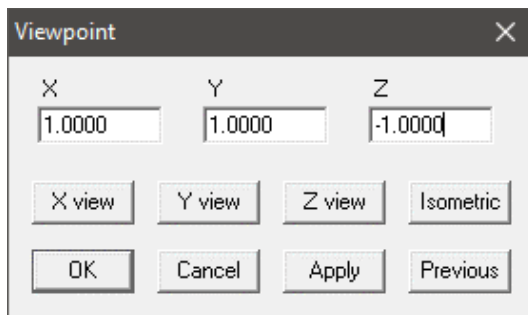 Viewpoint
X Y Z
1.0000 1.0000 -1.0000
X view Y view Z view Isometric
OK Cancel Apply Previous